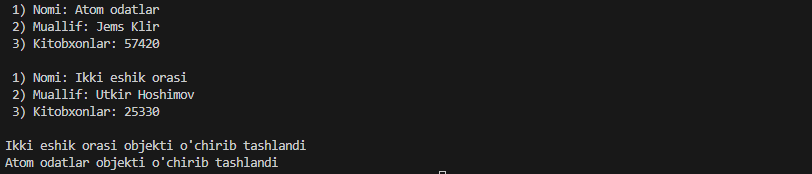 1) Nomi: Atom odatlar
2) Muallif: Jems Klir
3) Kitobxonlar: 57420
1) Nomi: Ikki eshik orasi
2) Muallif: Utkir Hoshimov
3) Kitobxonlar: 25330
Ikki eshik orasi objekti o'chirib tashlandi
Atom odatlar objekti o'chirib tashlandi